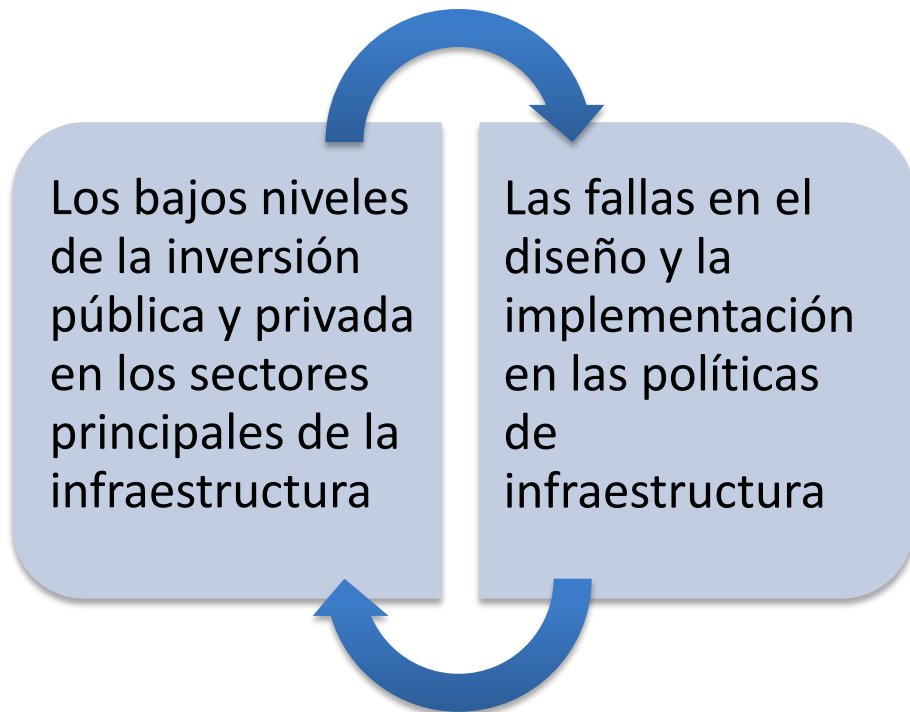 Los bajos niveles
de la inversión
pública y privada
en los sectores
principales de la
infraestructura
Las fallas en el
diseño y la
implementación
en las políticas
de
infraestructura